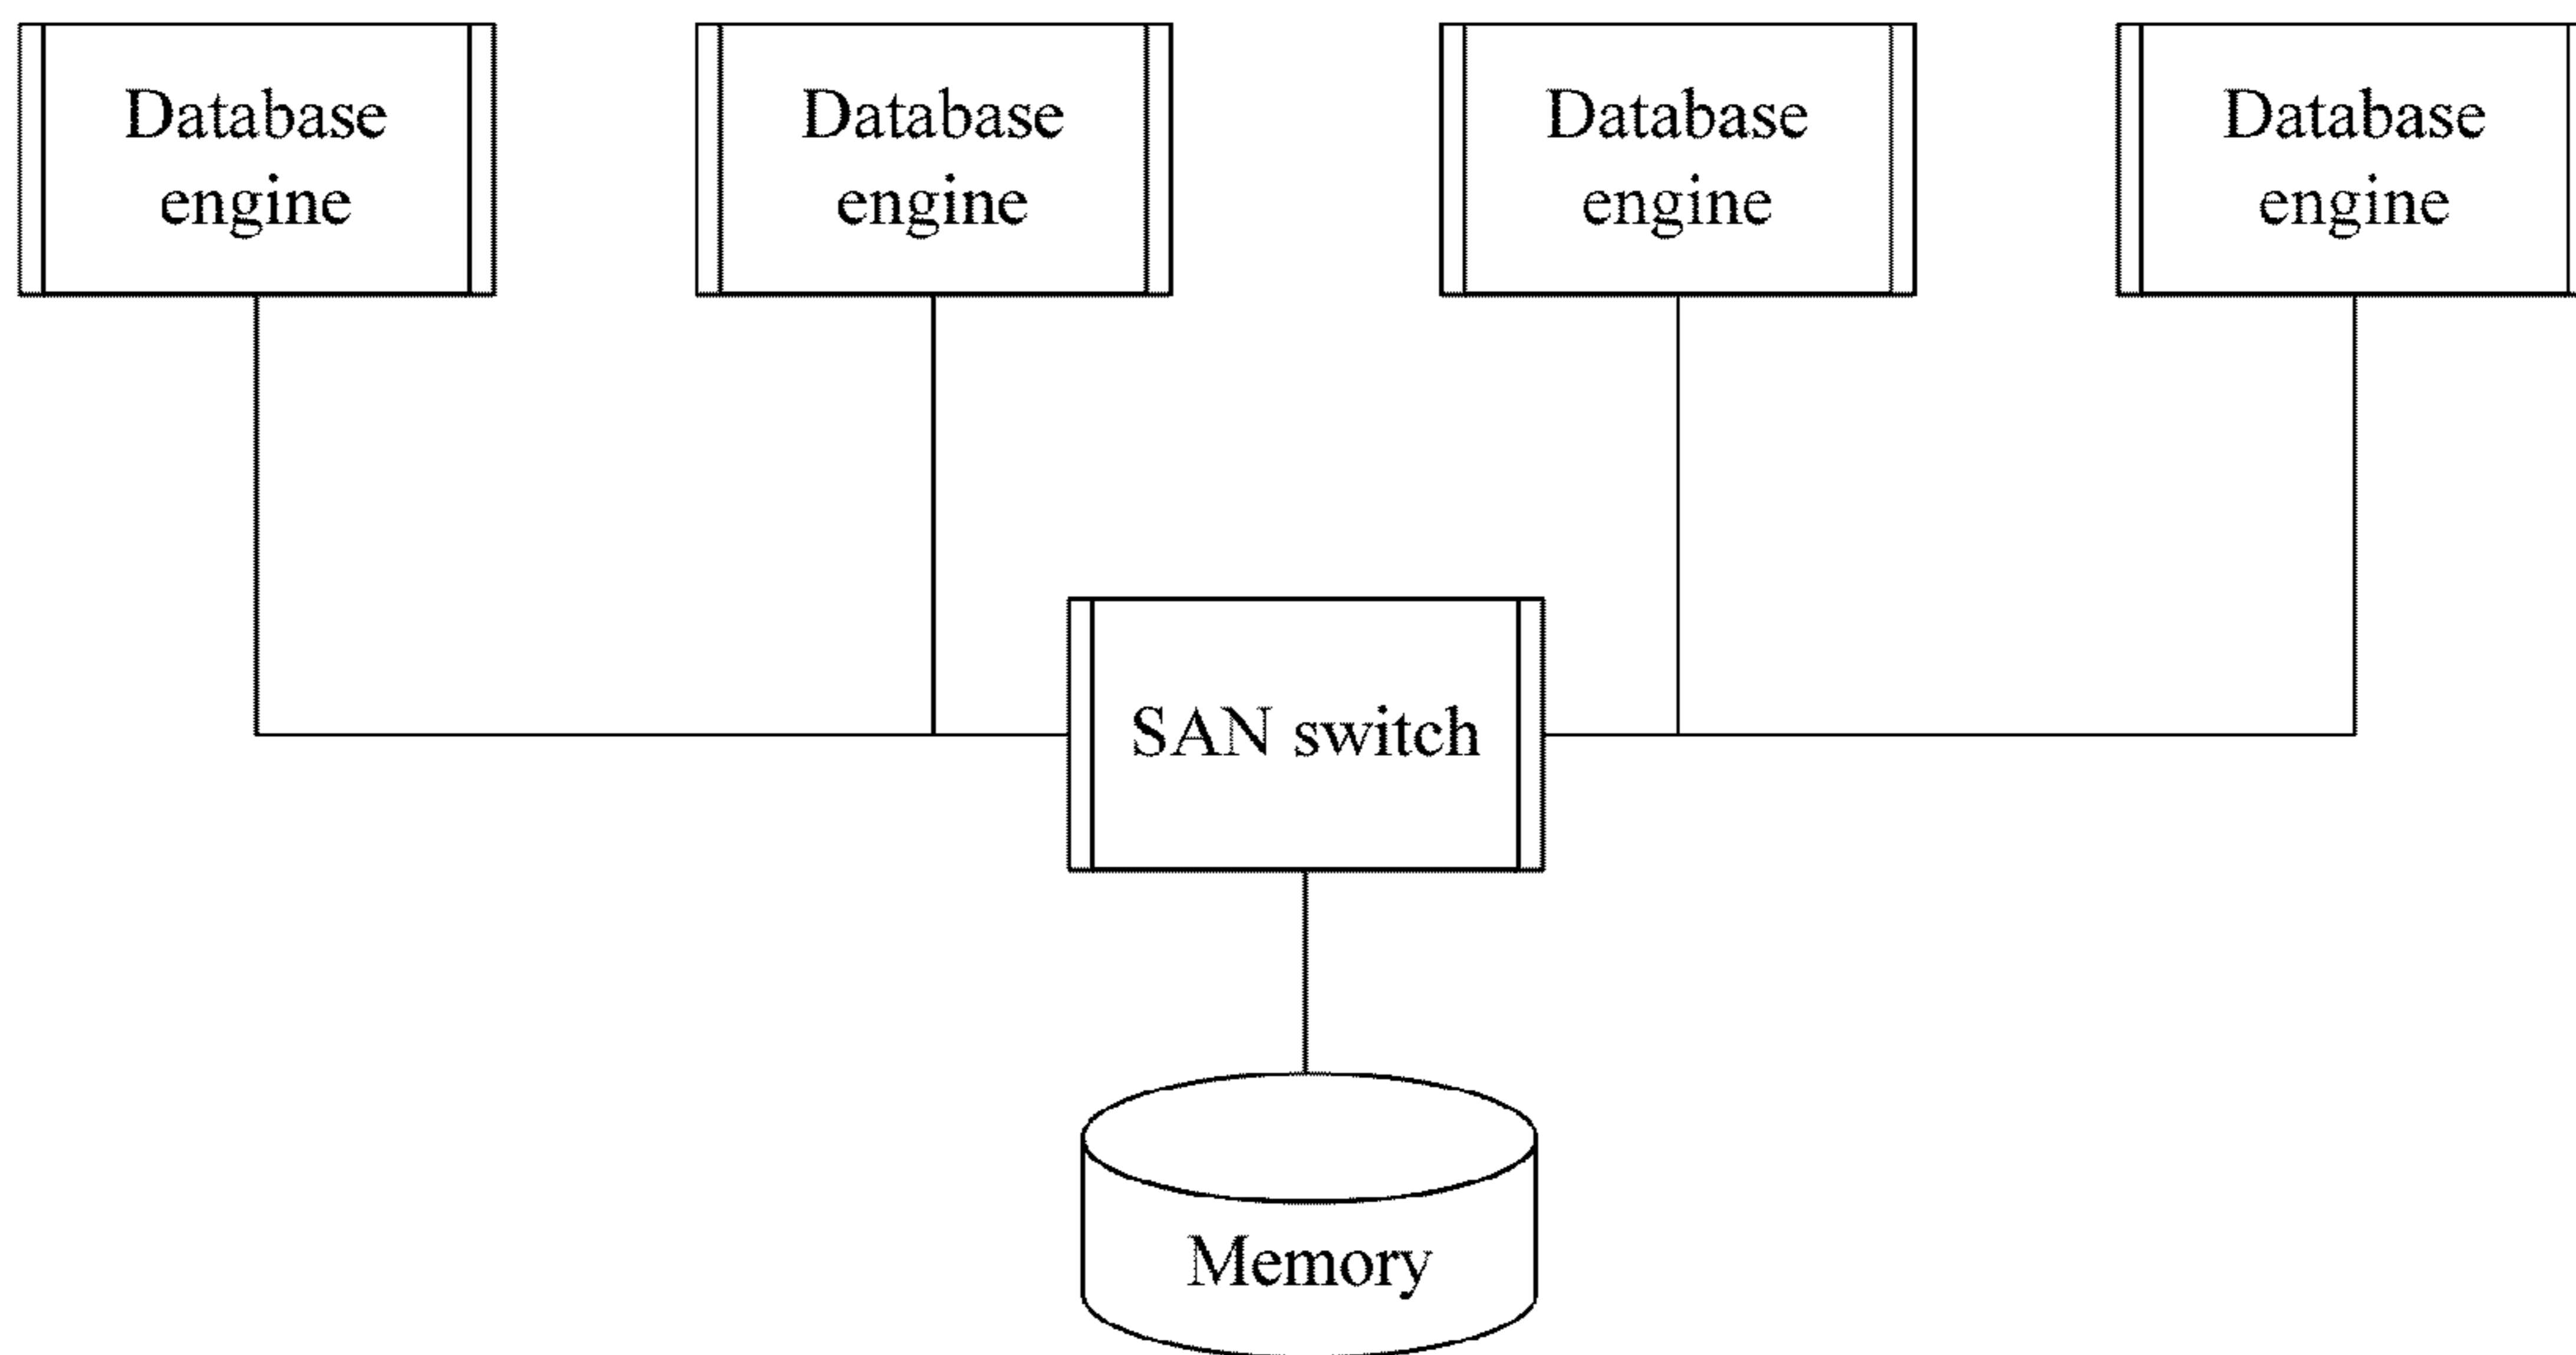 Database
engine
Database
engine
Database
engine
Database
engine
SAN switch
Memory